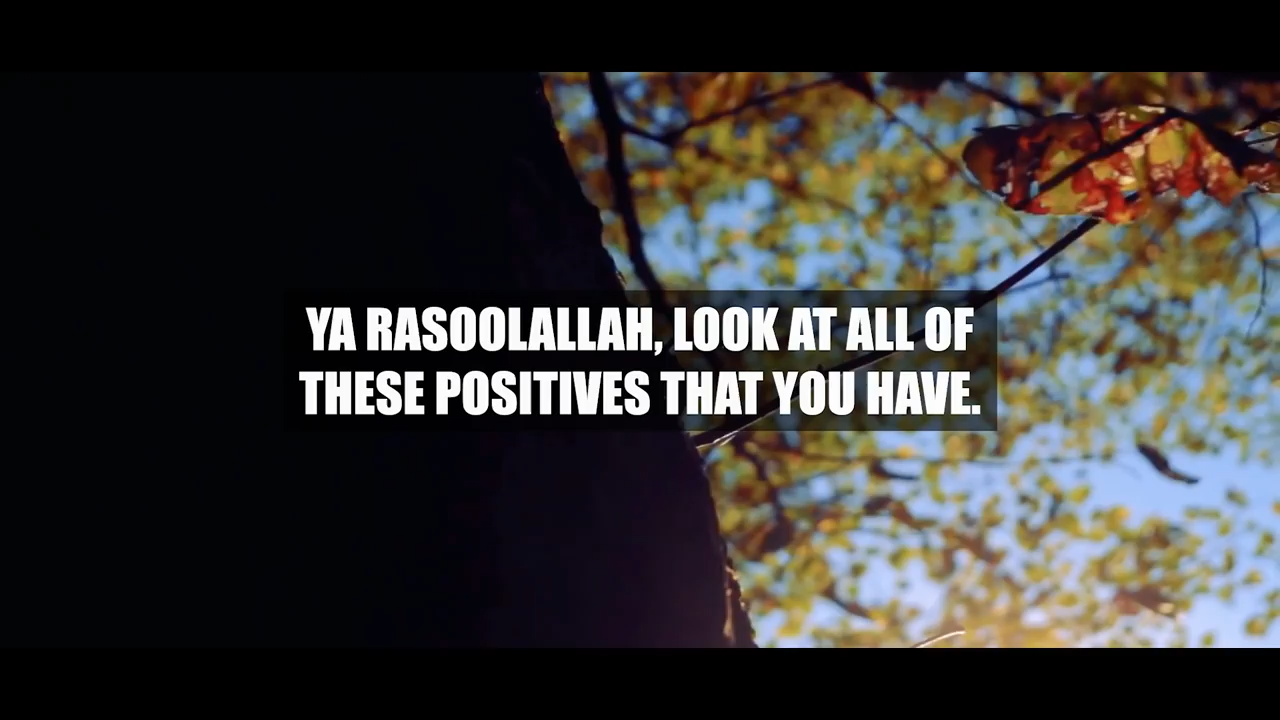 YA RASOOLALLAH, LOOK AT ALL OF
THESE POSITIVES THAT YOU HAVE.